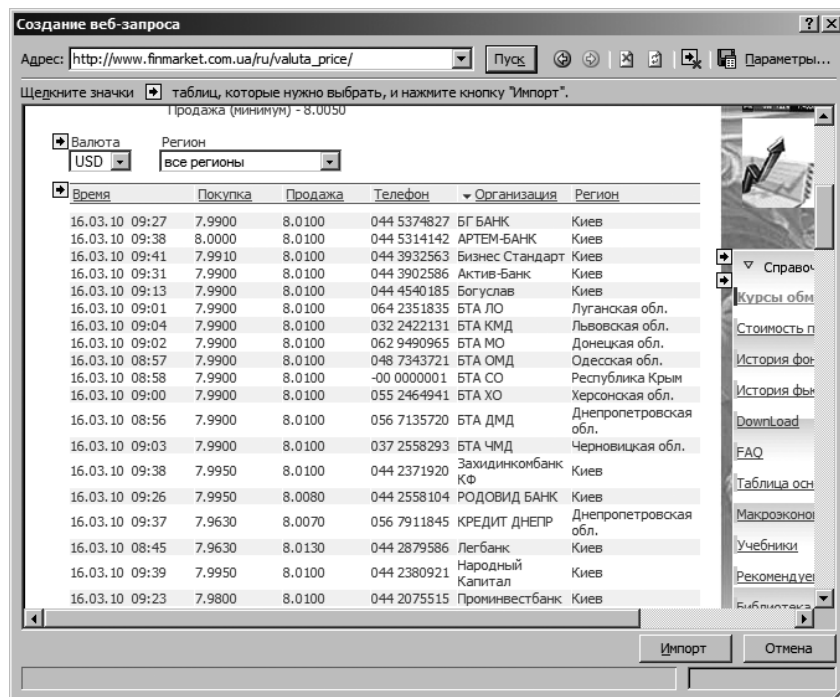 Создание веб-запроса
Адрес: http://www.finmarket.com.ua/ru/valuta_price/ Пуск Параметры...
Щелкните значки таблиц, которые нужно выбрать, и нажмите кнопку "Импорт".
Продажа (минимум) - 8.0050
Валюта Регион
USD все регионы
Время Покупка Продажа Телефон Организация Регион
16.03.10 09:27 7.9900 8.0100 044 5374827 БГ БАНК Киев
16.03.10 09:38 8.0000 8.0100 044 5314142 АРТЕМ-БАНК Киев
16.03.10 09:41 7.9910 8.0100 044 3932563 Бизнес Стандарт Киев
16.03.10 09:31 7.9900 8.0100 044 3902586 Актив-Банк Киев
16.03.10 09:13 7.9900 8.0100 044 4540185 Богуслав Киев
16.03.10 09:01 7.9900 8.0100 064 2351835 БТА ЛО Луганская обл.
16.03.10 09:04 7.9900 8.0100 032 2422131 БТА КМД Львовская обл.
16.03.10 09:02 7.9900 8.0100 062 9490965 БТА МО Донецкая обл.
16.03.10 08:57 7.9900 8.0100 048 7343721 БТА ОМД Одесская обл.
16.03.10 08:58 7.9900 8.0100 -00 0000001 БТА СО Республика Крым
16.03.10 09:00 7.9900 8.0100 055 2464941 БТА ХО Херсонская обл.
16.03.10 08:56 7.9900 8.0100 056 7135720 БТА ДМД Днепропетровская обл.
16.03.10 09:03 7.9900 8.0100 037 2558293 БТА ЧМД Черновицкая обл.
16.03.10 09:38 7.9950 8.0100 044 2371920 Захидинкомбанк КФ Киев
16.03.10 09:26 7.9950 8.0080 044 2558104 РОДОВИД БАНК Киев
16.03.10 09:37 7.9630 8.0070 056 7911845 КРЕДИТ ДНЕПР Днепропетровская обл.
16.03.10 08:45 7.9630 8.0130 044 2879586 Легбанк Киев
16.03.10 09:39 7.9950 8.0100 044 2380921 Народный Капитал Киев
16.03.10 09:23 7.9800 8.0100 044 2075515 Проминвестбанк Киев
Справоч
Курсы обм
Стоимость п
История фон
История фью
DownLoad
FAQ
Таблица осн
Макроэконо
Учебники
Рекомендуе
Библиотека
Импорт Отмена